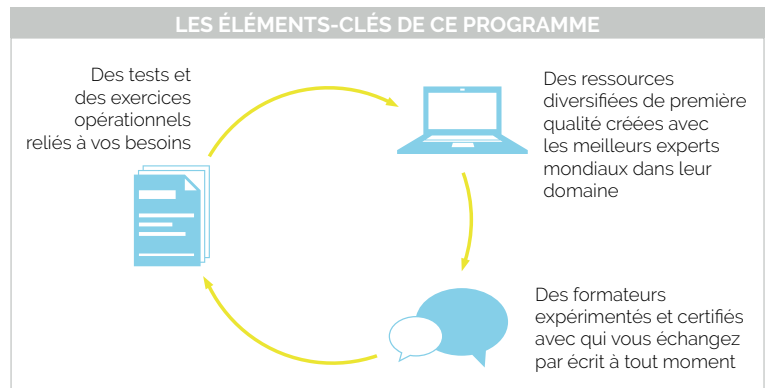 LES ÉLÉMENTS-CLÉS DE CE PROGRAMME
Des tests et
des exercices
opérationnels
reliés à vos besoins
Des ressources
diversifiées de première
qualité créées avec
les meilleurs experts
mondiaux dans leur
domaine
Des formateurs
expérimentés et certifiés
avec qui vous échangez
par écrit à tout moment